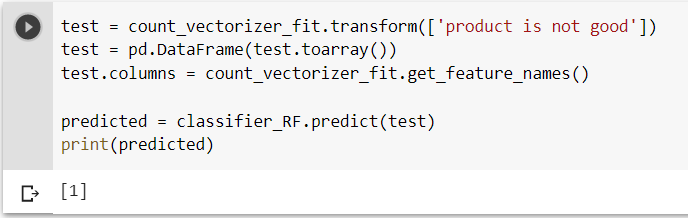 test = count_vectorizer_fit.transform(['product is not good'])
test = pd.DataFrame(test.toarray())
test.columns = count_vectorizer_fit.get_feature_names()
predicted = classifier_RF.predict(test)
print(predicted)
[1]